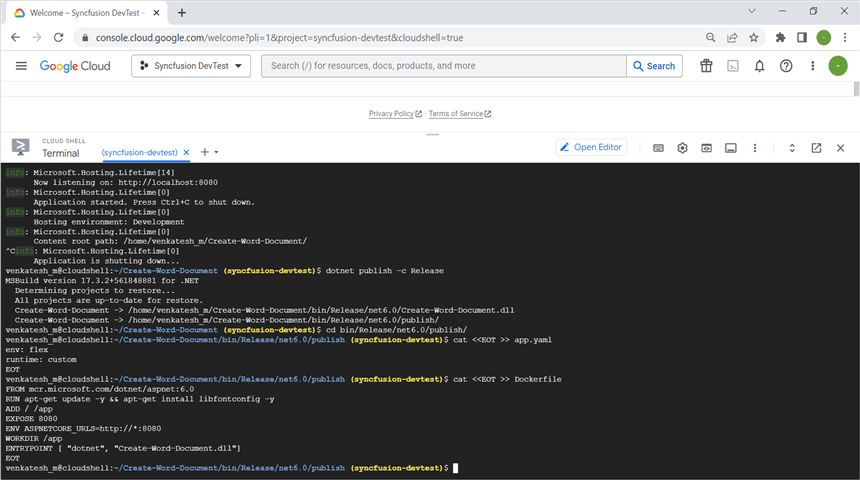 Welcome – Syncfusion DevTest –
console.cloud.google.com/welcome?pli=1&project=syncfusion-devtest&cloudshell=true
Google Cloud
Syncfusion DevTest
Search (/) for resources, docs, products, and more
Search
Privacy Policy · Terms of Service
CLOUD SHELL
Terminal
(syncfusion-devtest)
Open Editor
info: Microsoft.Hosting.Lifetime[14]
Now listening on: http://localhost:8080
info: Microsoft.Hosting.Lifetime[0]
Application started. Press Ctrl+C to shut down.
info: Microsoft.Hosting.Lifetime[0]
Hosting environment: Development
info: Microsoft.Hosting.Lifetime[0]
Content root path: /home/venkatesh_m/Create-Word-Document/
^Cinfo: Microsoft.Hosting.Lifetime[0]
Application is shutting down...
venkatesh_m@cloudshell:~/Create-Word-Document (syncfusion-devtest)$ dotnet publish -c Release
MSBuild version 17.3.2+561848881 for .NET
Determining projects to restore...
All projects are up-to-date for restore.
Create-Word-Document -> /home/venkatesh_m/Create-Word-Document/bin/Release/net6.0/Create-Word-Document.dll
Create-Word-Document -> /home/venkatesh_m/Create-Word-Document/bin/Release/net6.0/publish/
venkatesh_m@cloudshell:~/Create-Word-Document (syncfusion-devtest)$ cd bin/Release/net6.0/publish/
venkatesh_m@cloudshell:~/Create-Word-Document/bin/Release/net6.0/publish (syncfusion-devtest)$ cat <<EOT >> app.yaml
env: flex
runtime: custom
EOT
venkatesh_m@cloudshell:~/Create-Word-Document/bin/Release/net6.0/publish (syncfusion-devtest)$ cat <<EOT >> Dockerfile
FROM mcr.microsoft.com/dotnet/aspnet:6.0
RUN apt-get update -y && apt-get install libfontconfig -y
ADD / /app
EXPOSE 8080
ENV ASPNETCORE_URLS=http://*:8080
WORKDIR /app
ENTRYPOINT [ "dotnet", "Create-Word-Document.dll"]
EOT
venkatesh_m@cloudshell:~/Create-Word-Document/bin/Release/net6.0/publish (syncfusion-devtest)$